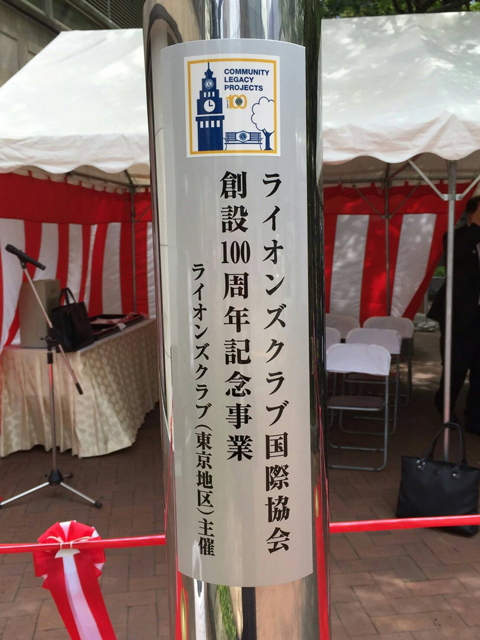 COMMUNITY
LEGACY
PROJECTS
100
ライオンズクラブ国際協会
創設100周年記念事業
ライオンズクラブ(東京地区)主催